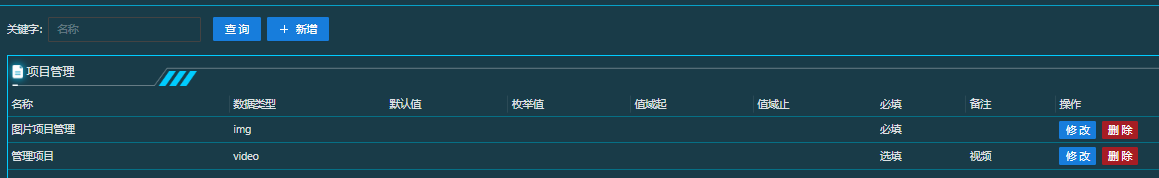 关键字: 名称 查询 + 新增
项目管理
名称 数据类型 默认值 枚举值 值域起 值域止 必填 备注 操作
图片项目管理 img 必填 修改 删除
管理项目 video 选填 视频 修改 删除